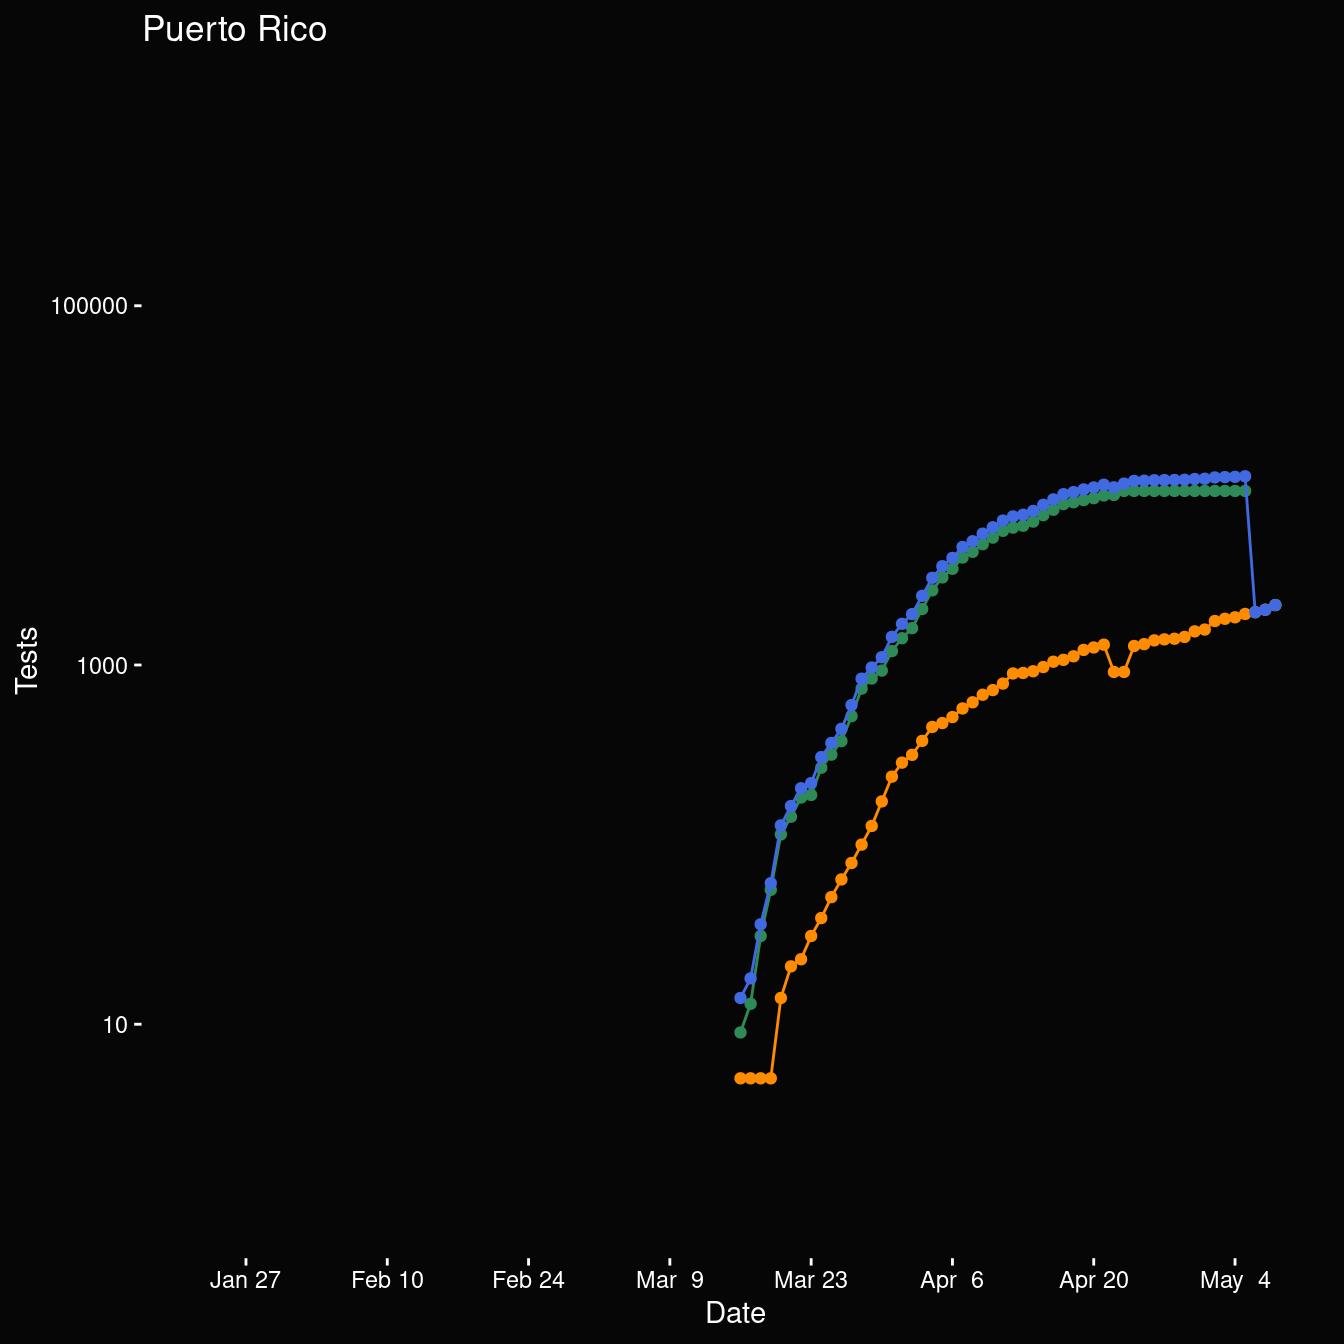 Puerto Rico
100000
1000
10
Tests
Jan 27
Feb 10
Feb 24
Mar  9
Mar 23
Apr  6
Apr 20
May  4
Date